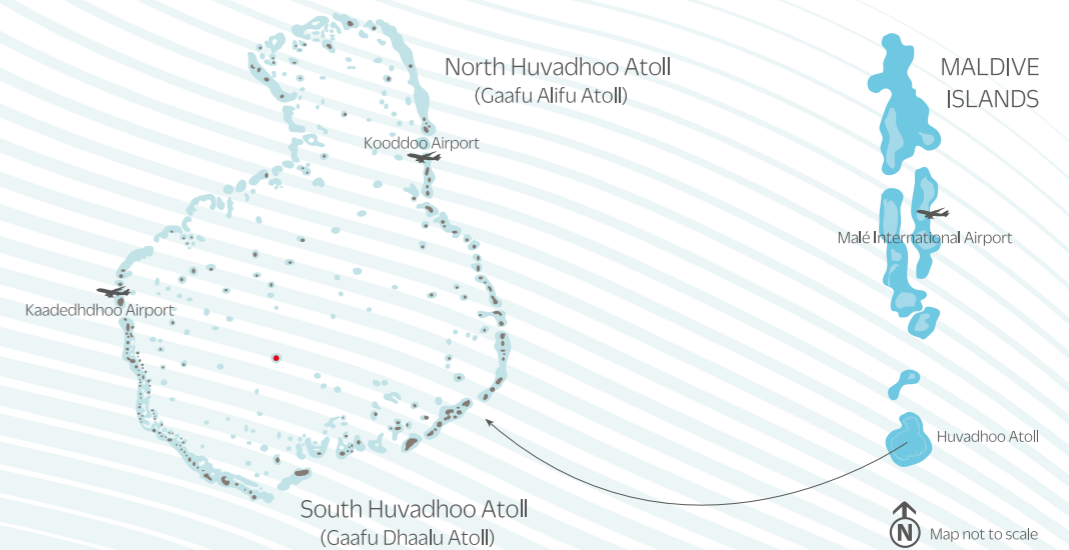 North Huvadhoo Atoll
(Gaafu Alifu Atoll)
Kooddoo Airport
Kaadedhdhoo Airport
South Huvadhoo Atoll
(Gaafu Dhaalu Atoll)
MALDIVE
ISLANDS
Malé International Airport
Huvadhoo Atoll
N
Map not to scale